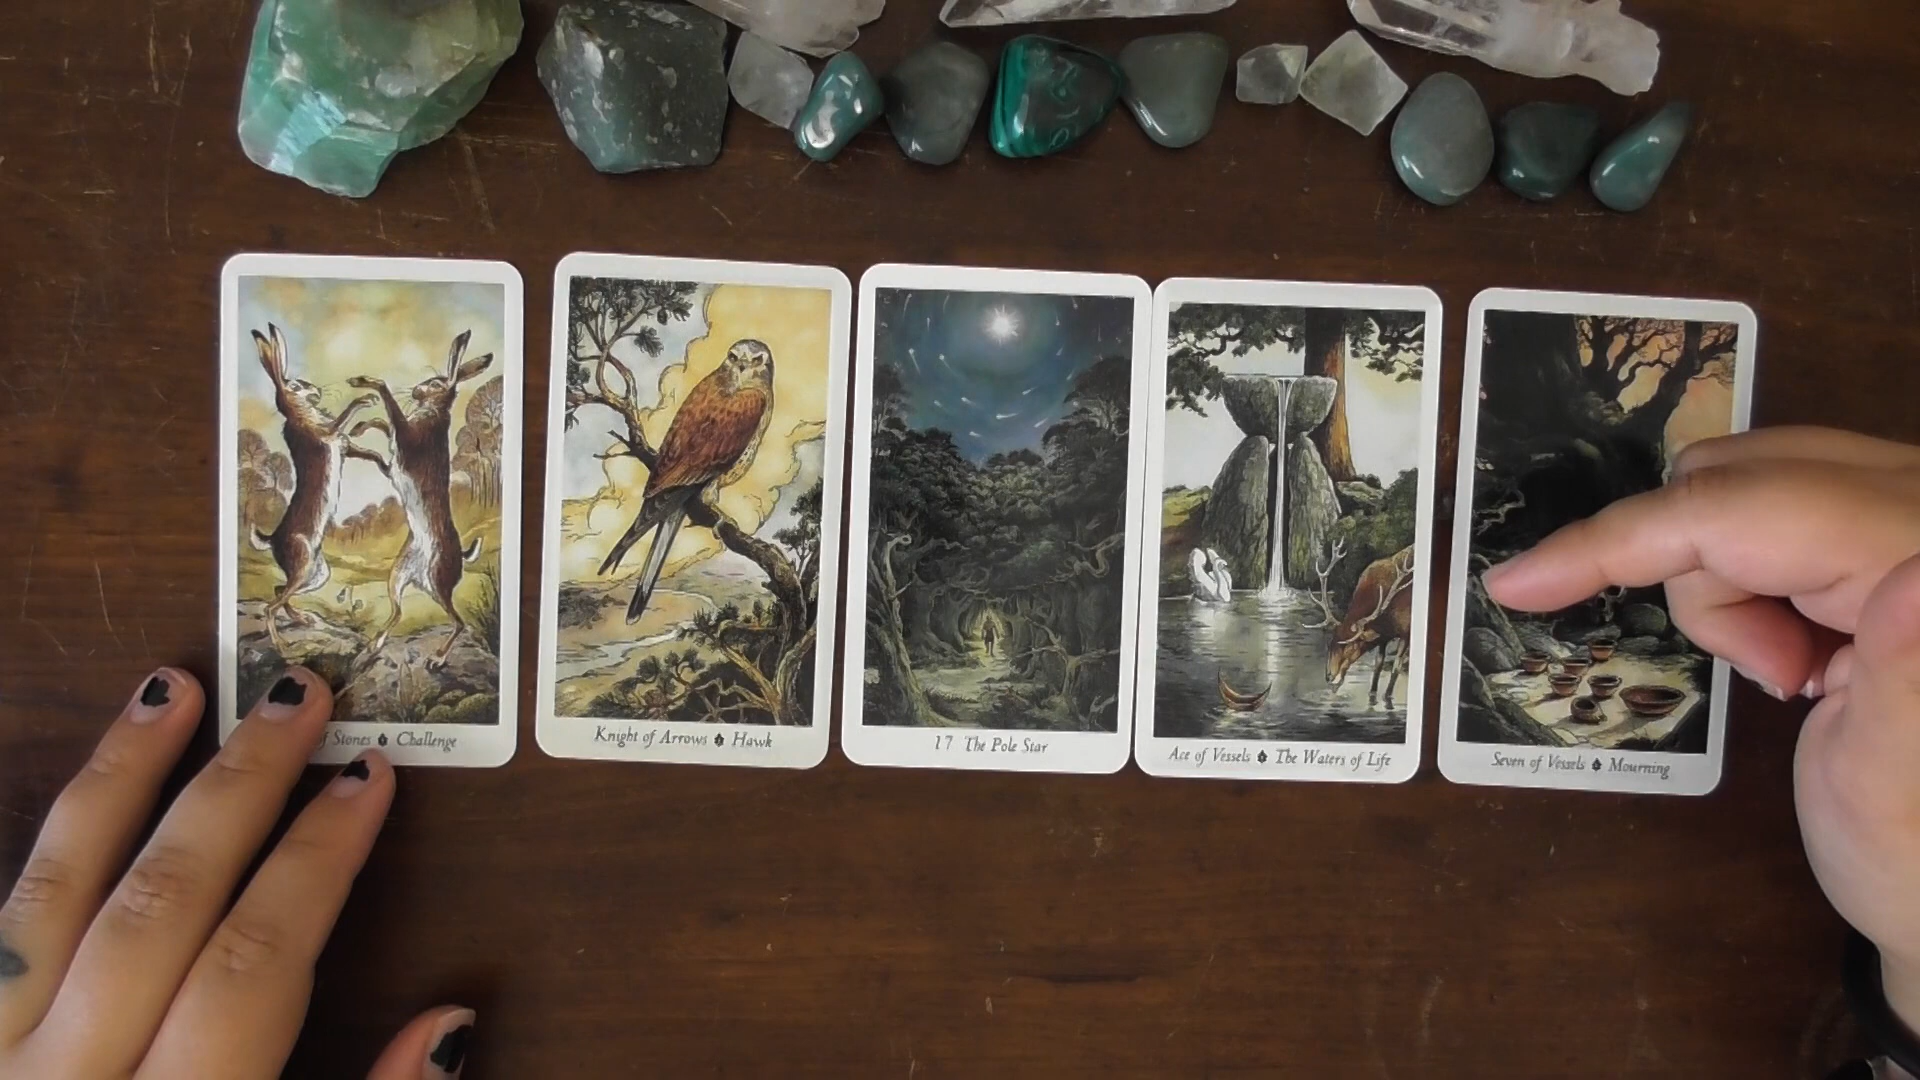 of Stones Challenge
Knight of Arrows Hawk
17 The Pole Star
Ace of Vessels The Waters of Life
Seven of Vessels Mourning